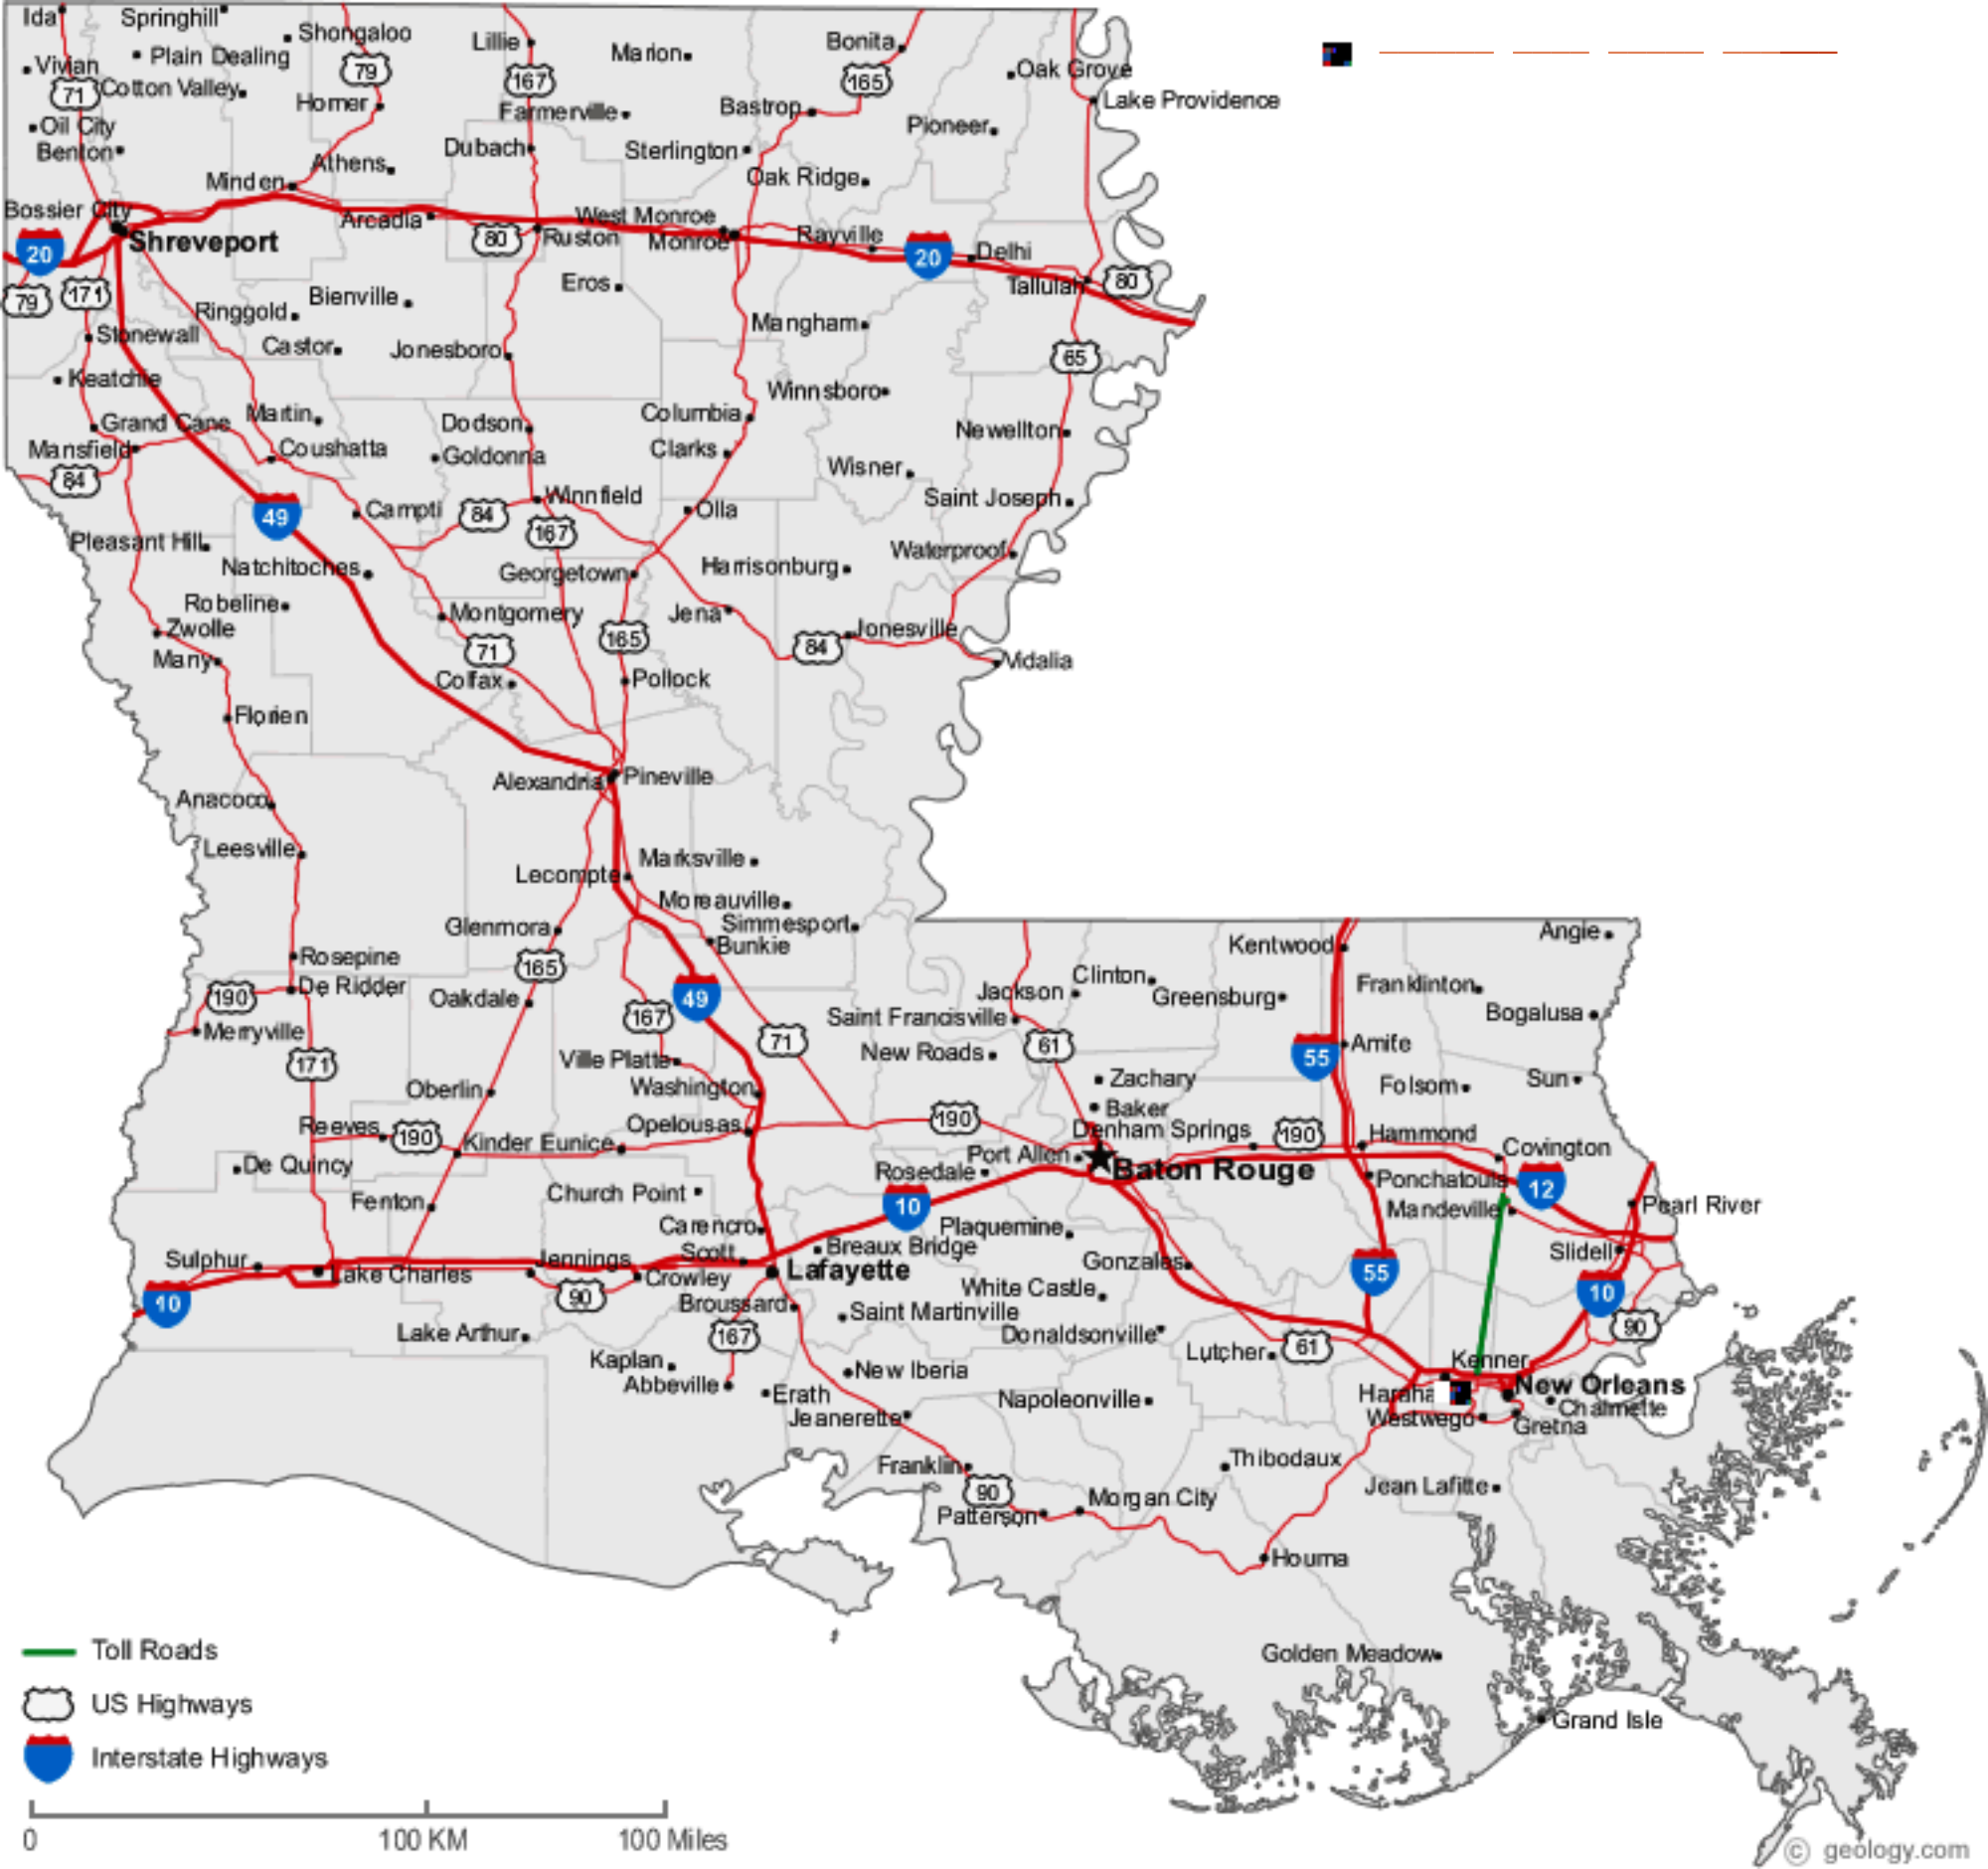 Ida
Springhill
Shongaloo
Lillie
Marion
Bonita
Plain Dealing
Vivian
79
167
165
Oak Grove
71
Cotton Valley
Homer
Farmerville
Bastrop
Lake Providence
Oil City
Pioneer
Benton
Athens
Dubach
Sterlington
Minden
Oak Ridge
Bossier City
Arcadia
West Monroe
20
Shreveport
80
Ruston
Monroe
Rayville
20
Delhi
79
171
Tallulah
80
Bienville
Eros
Ringgold
Stonewall
Mangham
Castor
Jonesboro
65
Keatchie
Winnsboro
Grand Cane
Martin
Dodson
Columbia
Newellton
Mansfield
Coushatta
Goldonna
Clarks
Wisner
84
Winnfield
Saint Joseph
49
Campti
84
Olla
167
Pleasant Hill
Waterproof
Natchitoches
Georgetown
Harrisonburg
Robeline
Montgomery
Jena
Zwolle
165
Jonesville
Many
71
84
Vidalia
Colfax
Pollock
Florien
Alexandria
Pineville
Anacoco
Leesville
Marksville
Lecompte
Moreauville
Glenmora
Simmesport
Bunkie
Kentwood
Angie
Rosepine
165
Clinton
Franklinton
190
De Ridder
Oakdale
49
Jackson
Greensburg
Merryville
167
Saint Francisville
Bogalusa
71
61
Amite
171
Ville Platte
New Roads
55
Oberlin
Washington
Zachary
Folsom
Sun
Baker
Reeves
190
Kinder
Eunice
Opelousas
190
Denham Springs
190
Hammond
Covington
De Quincy
Port Allen
Rosedale
Baton Rouge
Ponchatoula
12
Fenton
Church Point
10
Mandeville
Pearl River
Carencro
Plaquemine
Sulphur
Jennings
Scott
Breaux Bridge
Gonzales
Slidell
10
Lake Charles
90
Crowley
Lafayette
White Castle
55
10
Broussard
Saint Martinville
90
Lake Arthur
167
Donaldsonville
Lutcher
61
Kaplan
New Iberia
Kenner
Abbeville
Erath
Napoleonville
New Orleans
Jeanerette
Chalmette
Westwego
Gretna
Franklin
Thibodaux
90
Morgan City
Jean Lafitte
Patterson
Houma
Golden Meadow
Grand Isle
Toll Roads
US Highways
Interstate Highways
0
100 KM
100 Miles
© geology.com